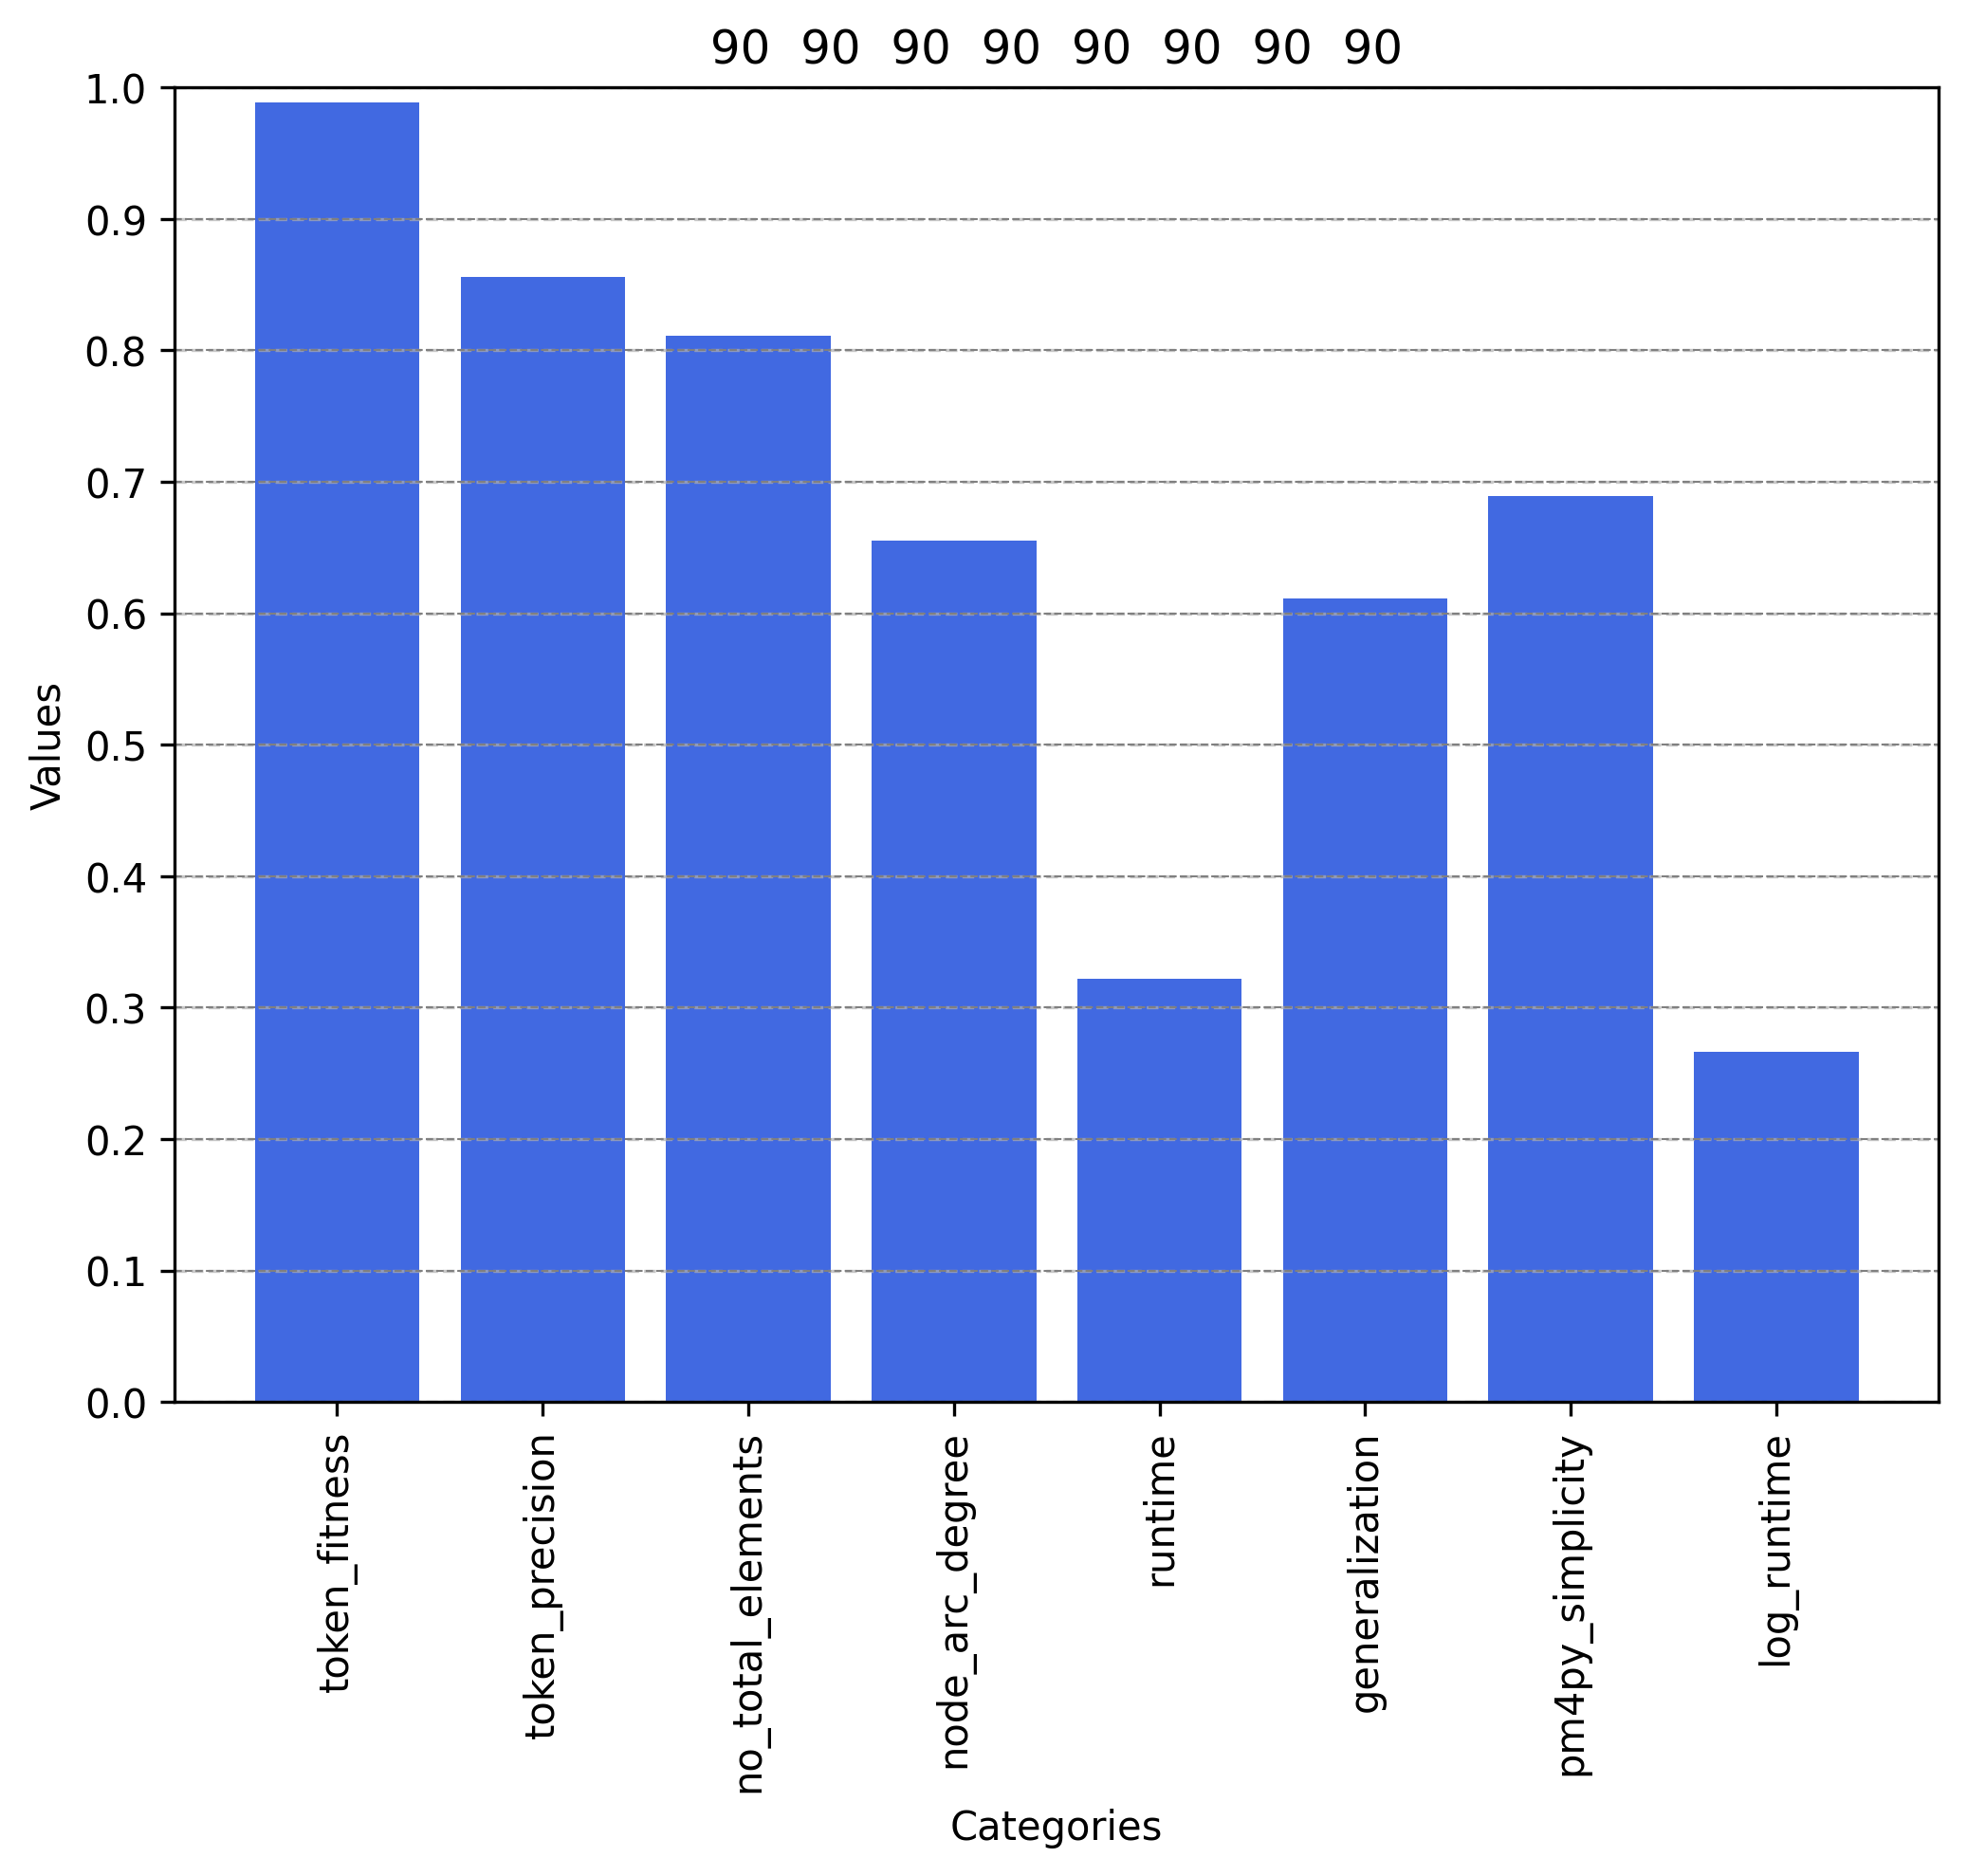 90 90 90 90 90 90 90 90
1.0
0.9
0.8
0.7
0.6
0.5
0.4
0.3
0.2
0.1
0.0
Values
token_fitness
token_precision
no_total_elements
node_arc_degree
runtime
generalization
pm4py_simplicity
log_runtime
Categories